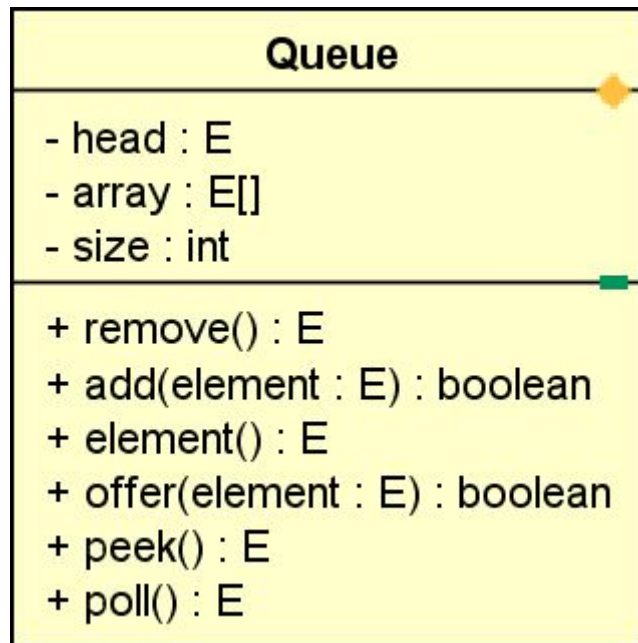 Queue
- head : E
- array : E[]
- size : int
+ remove() : E
+ add(element : E) : boolean
+ element() : E
+ offer(element : E) : boolean
+ peek() : E
+ poll() : E